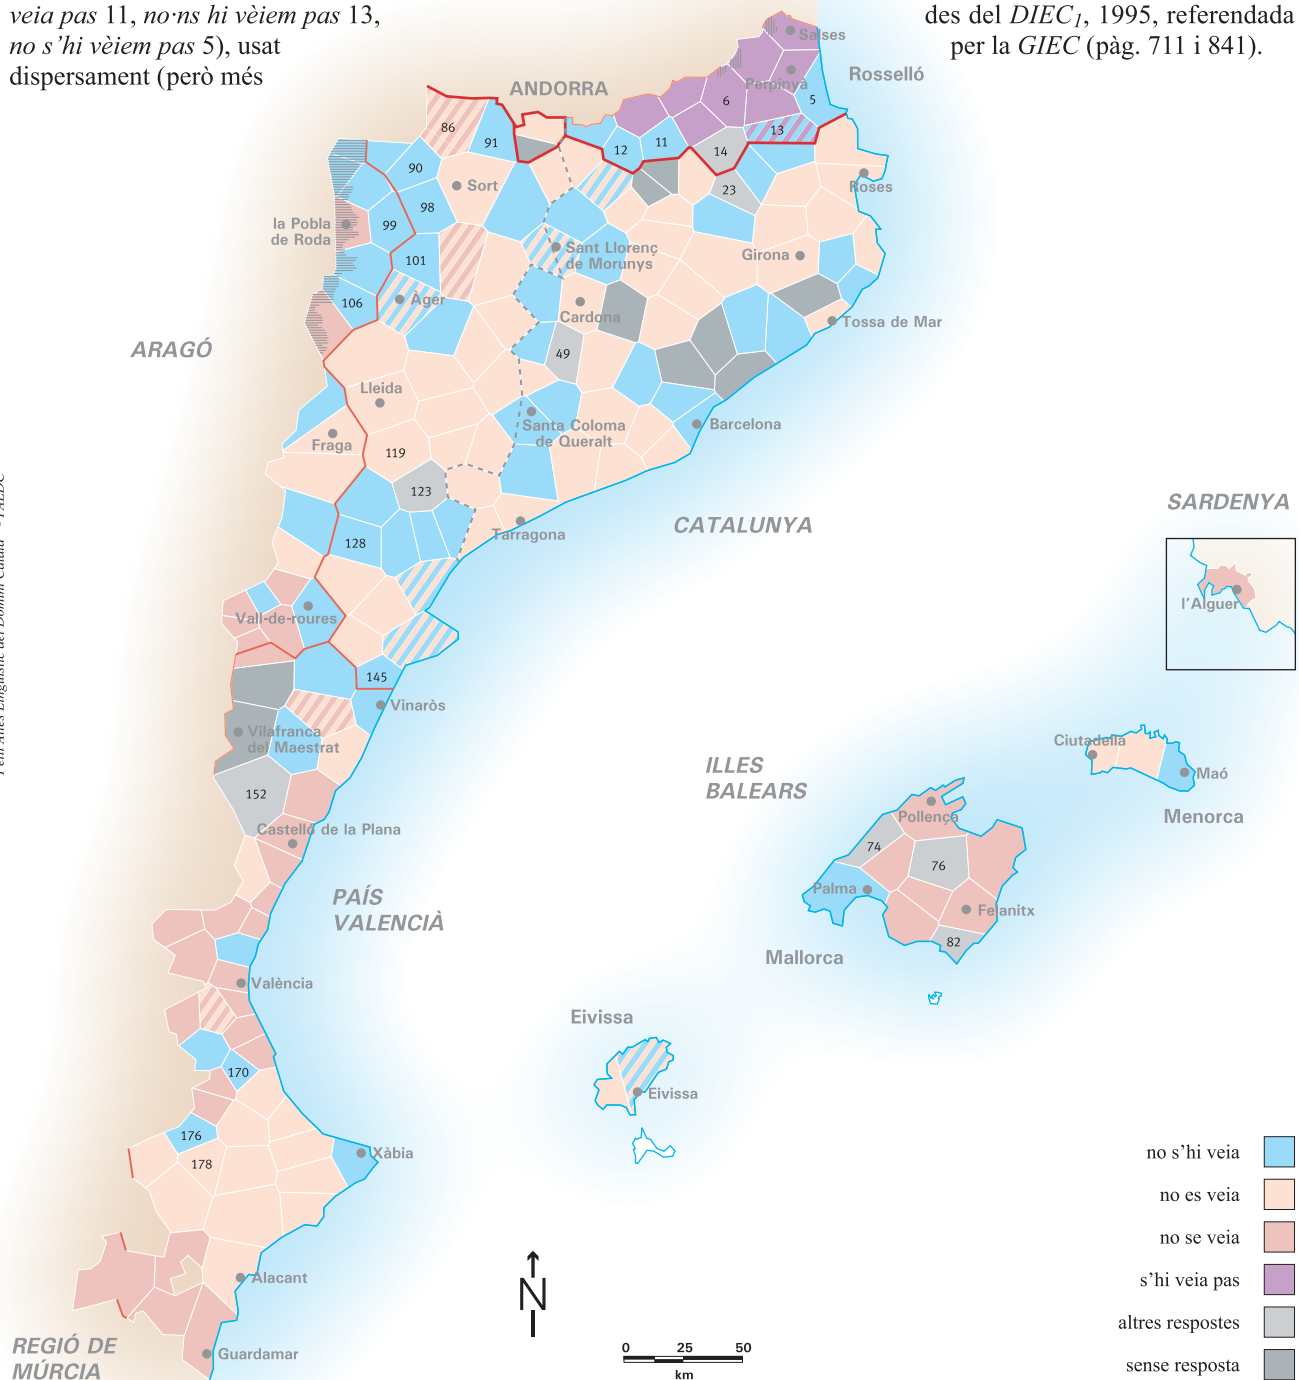 veia pas 11, no·ns hi vèiem pas 13,
no s’hi vèiem pas 5), usat
dispersament (però més
des del DIEC1, 1995, referendada
per la GIEC (pàg. 711 i 841).
Salses
Rosselló
ANDORRA
Perpinyà
6
5
86
91
13
12
11
14
90
Sort
23
Roses
98
la Pobla
de Roda
99
Sant Llorenç
de Morunys
Girona
101
106
Àger
Cardona
Tossa de Mar
ARAGÓ
49
Lleida
Santa Coloma
de Queralt
Barcelona
Fraga
119
123
SARDENYA
CATALUNYA
Tarragona
128
l’Alguer
Vall-de-roures
145
Vinaròs
Vilafranca
del Maestrat
Ciutadella
ILLES
BALEARS
Maó
152
Menorca
Pollença
Castelló de la Plana
74
76
PAÍS
VALENCIÀ
Palma
Felanitx
82
Mallorca
València
Eivissa
170
Eivissa
176
178
Xàbia
no s’hi veia
no es veia
no se veia
s’hi veia pas
altres respostes
sense resposta
Alacant
N
REGIÓ DE
MÚRCIA
Guardamar
0 25 50
km